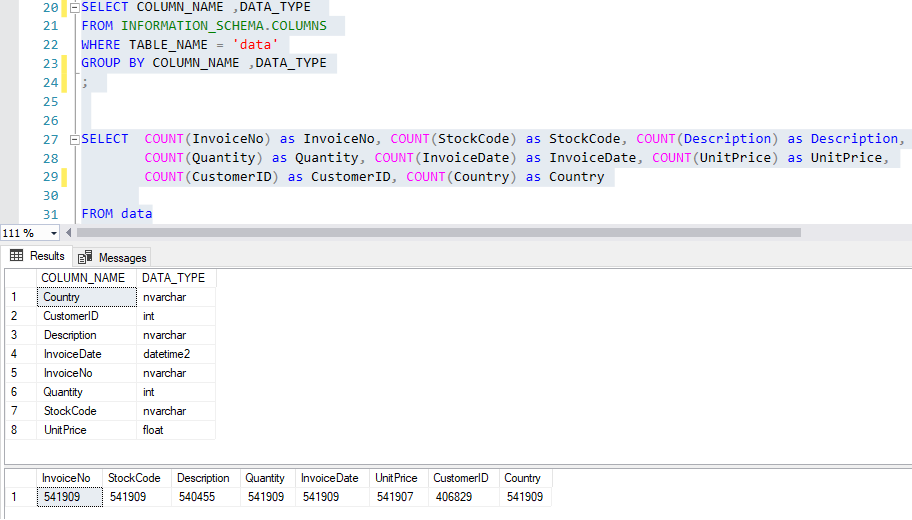 20 SELECT COLUMN_NAME ,DATA_TYPE
21 FROM INFORMATION_SCHEMA.COLUMNS
22 WHERE TABLE_NAME = 'data'
23 GROUP BY COLUMN_NAME ,DATA_TYPE
24 ;
25
26
27 SELECT COUNT(InvoiceNo) as InvoiceNo, COUNT(StockCode) as StockCode, COUNT(Description) as Description,
28 COUNT(Quantity) as Quantity, COUNT(InvoiceDate) as InvoiceDate, COUNT(UnitPrice) as UnitPrice,
29 COUNT(CustomerID) as CustomerID, COUNT(Country) as Country
30
31 FROM data
111 %
Results Messages
COLUMN_NAME DATA_TYPE
1 Country nvarchar
2 CustomerID int
3 Description nvarchar
4 InvoiceDate datetime2
5 InvoiceNo nvarchar
6 Quantity int
7 StockCode nvarchar
8 UnitPrice float
InvoiceNo StockCode Description Quantity InvoiceDate UnitPrice CustomerID Country
1 541909 541909 540455 541909 541909 541907 406829 541909